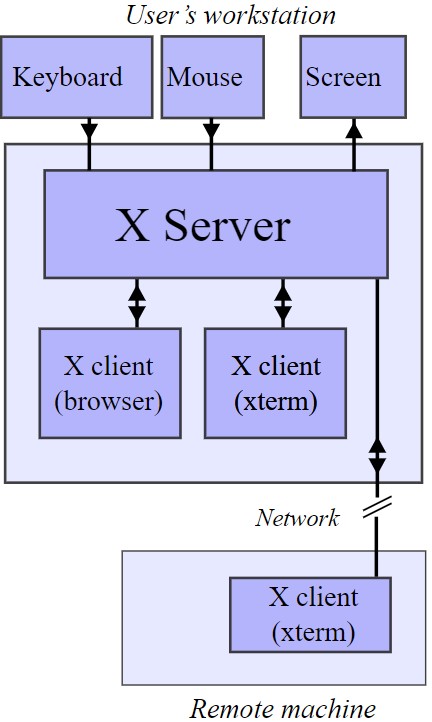 User's workstation
Keyboard
Mouse
Screen
X Server
X client
(browser)
X client
(xterm)
Network
X client
(xterm)
Remote machine